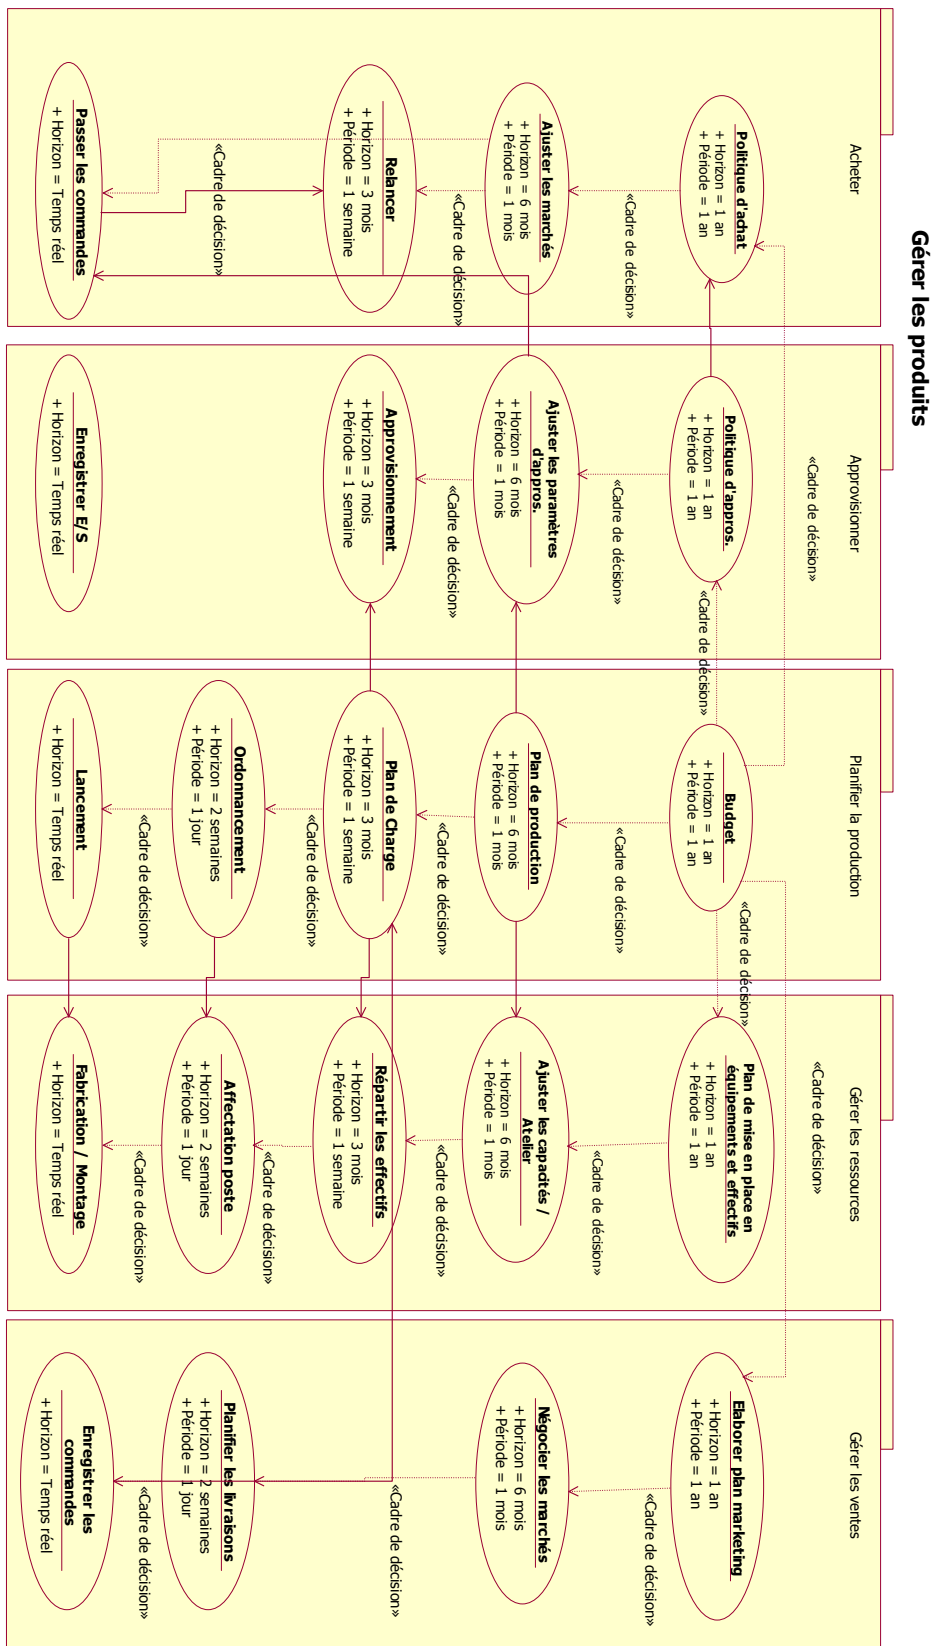 Gérer les produits
Acheter
Politique d'achat
+ Horizon = 1 an
+ Période = 1 an
«Cadre de décision»
Ajuster les marchés
+ Horizon = 6 mois
+ Période = 1 mois
«Cadre de décision»
Relancer
+ Horizon = 3 mois
+ Période = 1 semaine
«Cadre de décision»
Passer les commandes
+ Horizon = Temps réel
Approvisionner
«Cadre de décision»
Politique d'appros.
+ Horizon = 1 an
+ Période = 1 an
«Cadre de décision»
«Cadre de décision»
Ajuster les paramètres
d'appros.
+ Horizon = 6 mois
+ Période = 1 mois
«Cadre de décision»
Approvisionnement
+ Horizon = 3 mois
+ Période = 1 semaine
Enregistrer E/S
+ Horizon = Temps réel
Planifier la production
Budget
+ Horizon = 1 an
+ Période = 1 an
«Cadre de décision»
«Cadre de décision»
Plan de production
+ Horizon = 6 mois
+ Période = 1 mois
«Cadre de décision»
Plan de Charge
+ Horizon = 3 mois
+ Période = 1 semaine
«Cadre de décision»
Ordonnancement
+ Horizon = 2 semaines
+ Période = 1 jour
«Cadre de décision»
Lancement
+ Horizon = Temps réel
Gérer les ressources
«Cadre de décision»
Plan de mise en place en
équipements et effectifs
+ Horizon = 1 an
+ Période = 1 an
«Cadre de décision»
Ajuster les capacités /
Atelier
+ Horizon = 6 mois
+ Période = 1 mois
«Cadre de décision»
Répartir les effectifs
+ Horizon = 3 mois
+ Période = 1 semaine
«Cadre de décision»
Affectation poste
+ Horizon = 2 semaines
+ Période = 1 jour
«Cadre de décision»
Fabrication / Montage
+ Horizon = Temps réel
Gérer les ventes
Elaborer plan marketing
+ Horizon = 1 an
+ Période = 1 an
«Cadre de décision»
Négocier les marchés
+ Horizon = 6 mois
+ Période = 1 mois
«Cadre de décision»
Planifier les livraisons
+ Horizon = 2 semaines
+ Période = 1 jour
«Cadre de décision»
Enregistrer les
commandes
+ Horizon = Temps réel